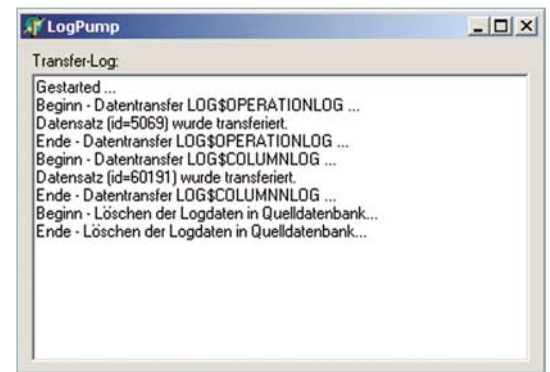 LogPump
Transfer-Log:
Gestarted ...
Beginn - Datentransfer LOG$OPERATIONLOG ...
Datensatz (id=5069) wurde transferiert.
Ende - Datentransfer LOG$OPERATIONLOG ...
Beginn - Datentransfer LOG$COLUMNLOG ...
Datensatz (id=60191) wurde transferiert.
Ende - Datentransfer LOG$COLUMNNLOG ...
Beginn - Löschen der Logdaten in Quelldatenbank...
Ende - Löschen der Logdaten in Quelldatenbank...